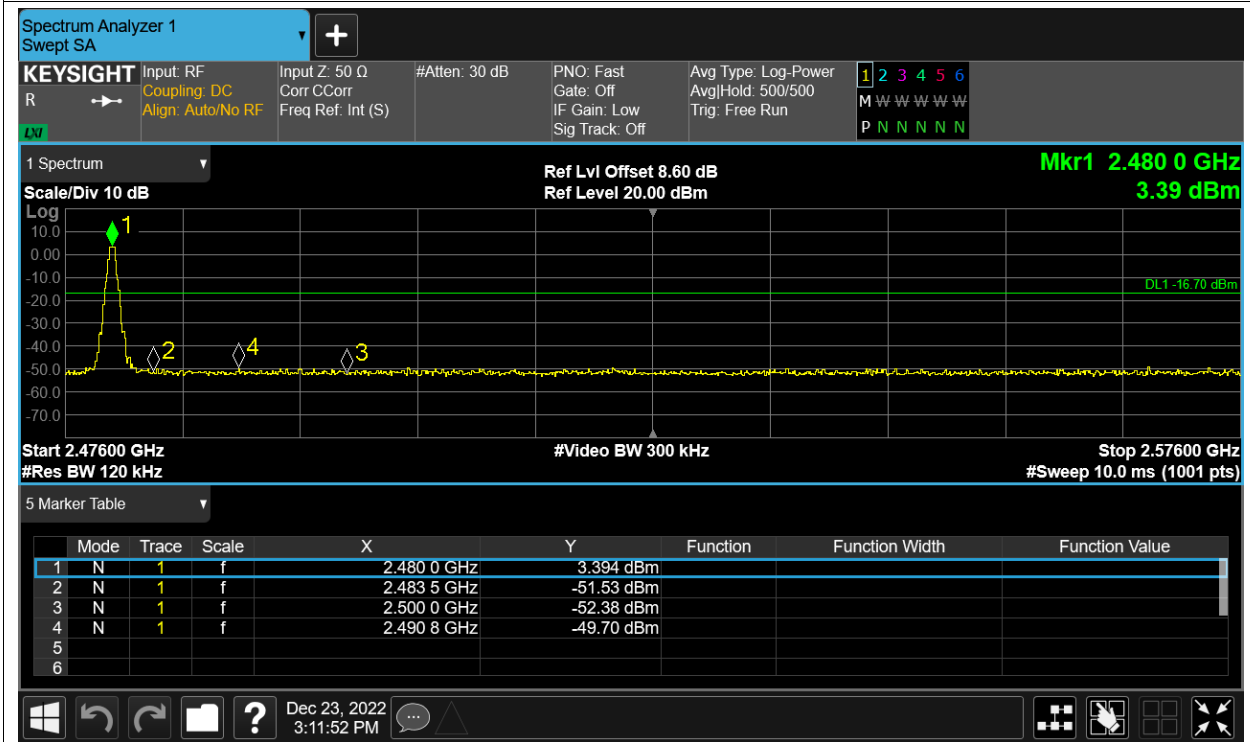 Spectrum Analyzer 1
Swept SA
KEYSIGHT Input: RF Input Z: 50 Ω #Atten: 30 dB PNO: Fast Avg Type: Log-Power 1 2 3 4 5 6
R Coupling: DC Corr CCorr Gate: Off Avg|Hold: 500/500 M W W W W W
Align: Auto/No RF Freq Ref: Int (S) IF Gain: Low Trig: Free Run
LXI Sig Track: Off P N N N N N
1 Spectrum Ref Lvl Offset 8.60 dB Mkr1 2.480 0 GHz
Scale/Div 10 dB Ref Level 20.00 dBm 3.39 dBm
Log
1
10.0
0.00
-10.0
DL1 -16.70 dBm
-20.0
-30.0
-40.0
2 4 3
-50.0
-60.0
-70.0
Start 2.47600 GHz #Video BW 300 kHz Stop 2.57600 GHz
#Res BW 120 kHz #Sweep 10.0 ms (1001 pts)
5 Marker Table
Mode Trace Scale X Y Function Function Width Function Value
1 N 1 f 2.480 0 GHz 3.394 dBm
2 N 1 f 2.483 5 GHz -51.53 dBm
3 N 1 f 2.500 0 GHz -52.38 dBm
4 N 1 f 2.490 8 GHz -49.70 dBm
5
6
? Dec 23, 2022
3:11:52 PM